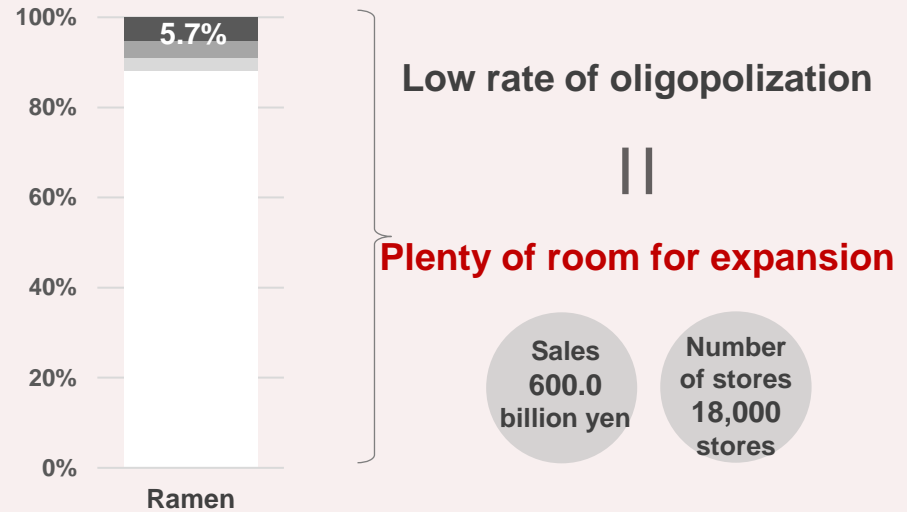 100%
80%
60%
40%
20%
0%
5.7%
Ramen
Low rate of oligopolization
||
Plenty of room for expansion
Sales
600.0
billion yen
Number
of stores
18,000
stores